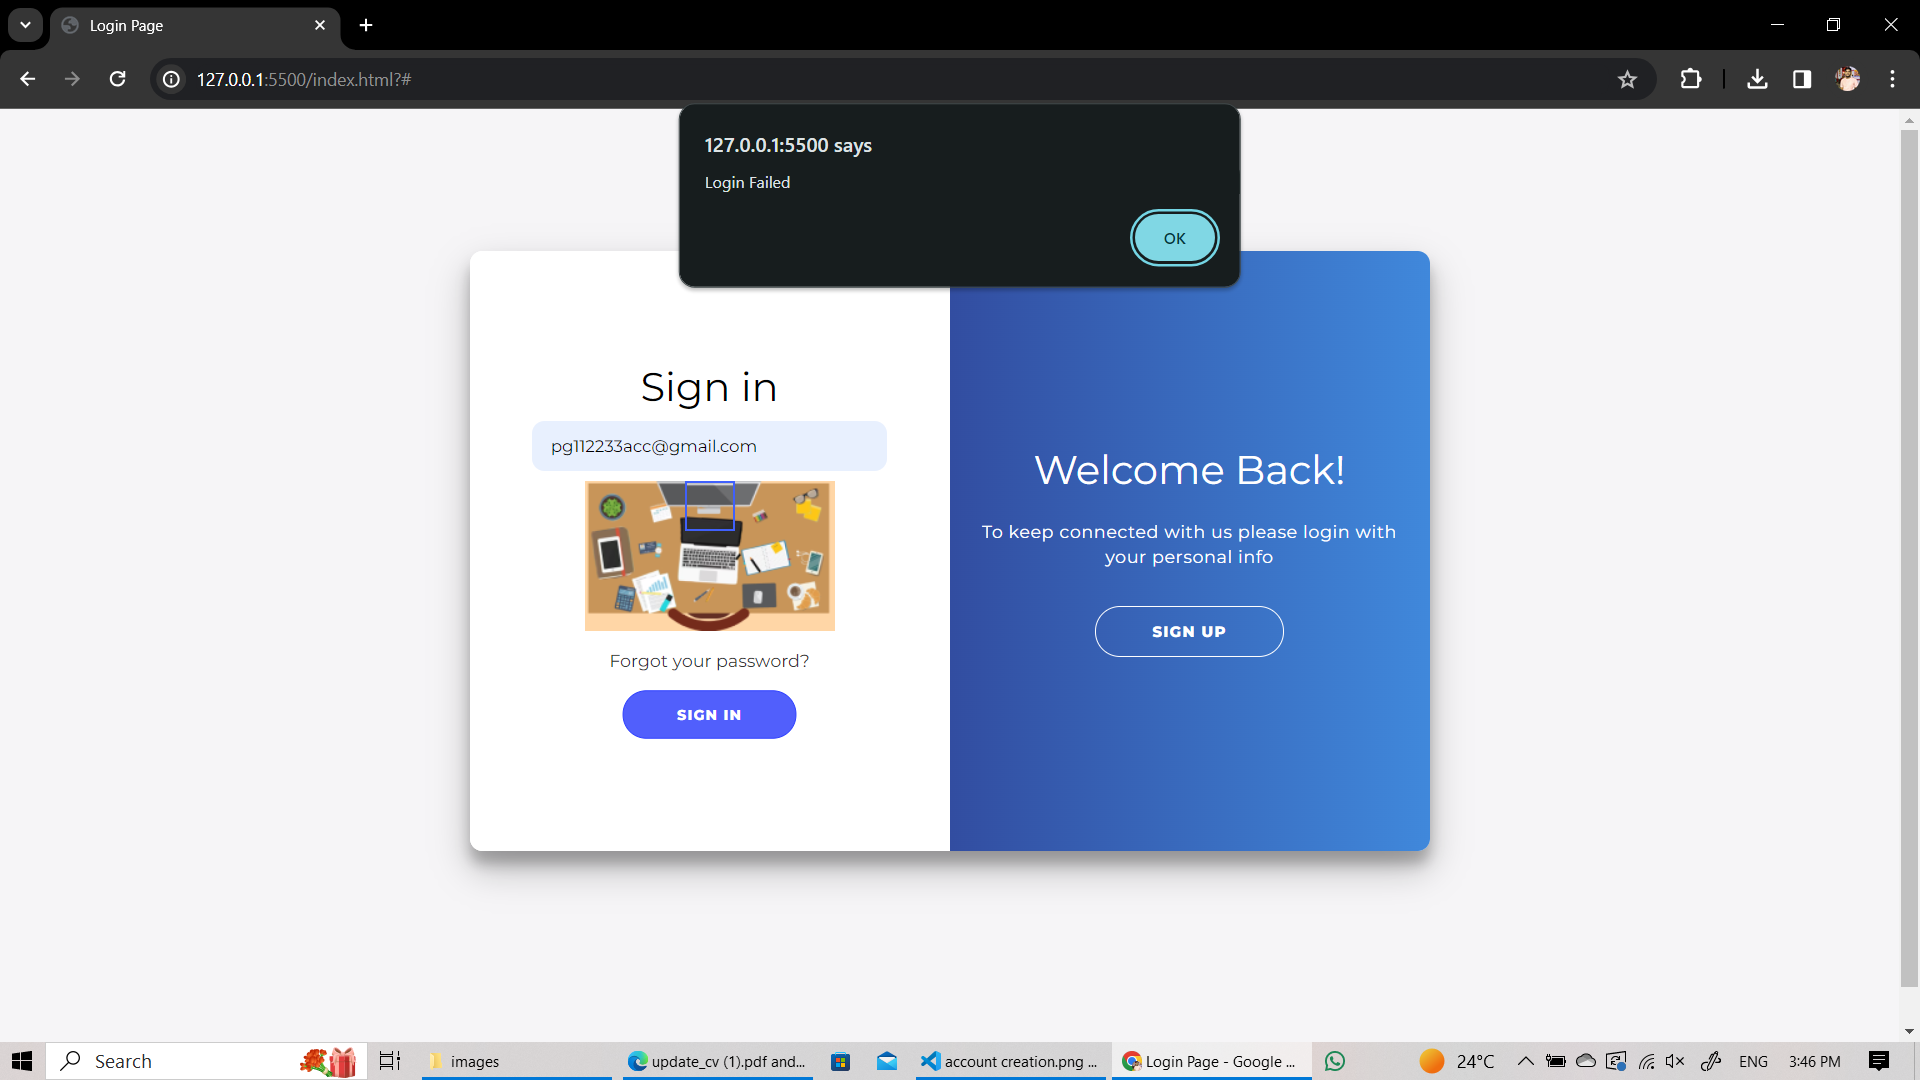 Login Page
127.0.0.1:5500/index.html?#
127.0.0.1:5500 says
Login Failed
OK
Sign in
pg112233acc@gmail.com
Forgot your password?
SIGN IN
Welcome Back!
To keep connected with us please login with
your personal info
SIGN UP
Search
images
update_cv (1).pdf and...
account creation.png ...
Login Page - Google ...
24°C
ENG
3:46 PM